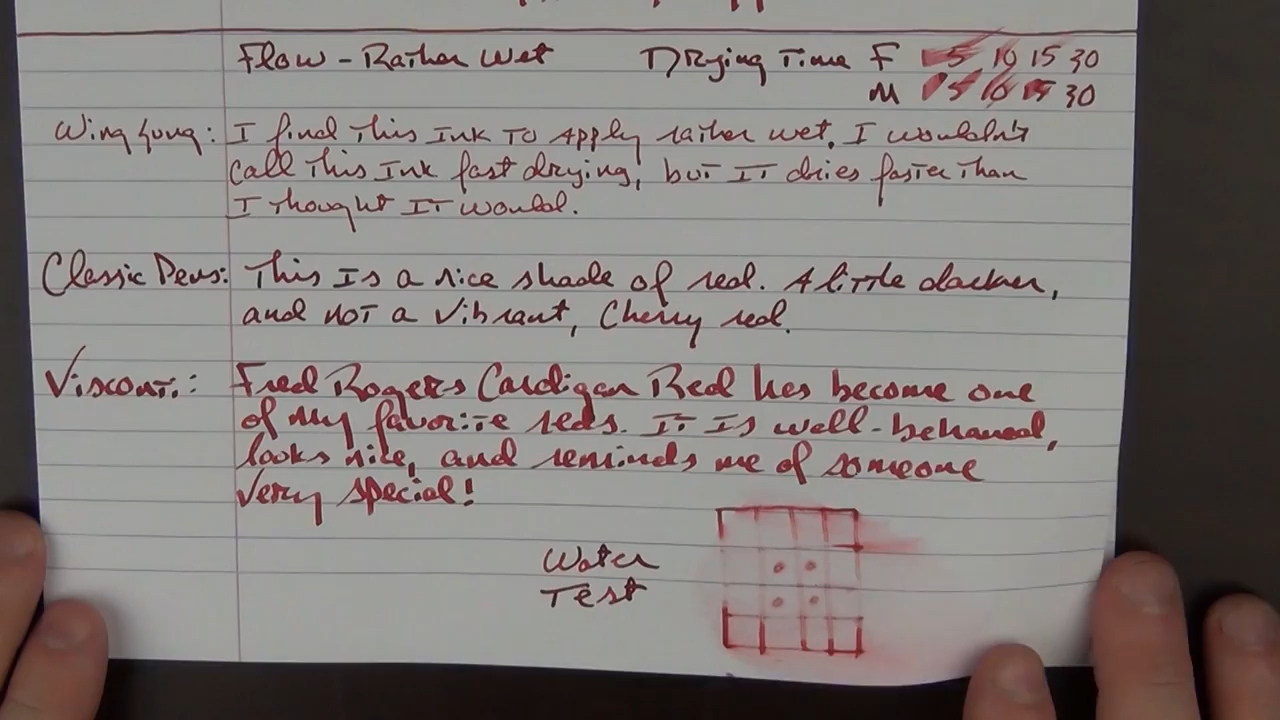 Flow - Rather Wet Drying Time F 5 10 15 30
M 5 10 15 30
Wing Sung: I find This Ink To Apply rather wet. I wouldn't
call This Ink fast drying, but IT dries faster Than
I thought IT would.
Classic Pens: This Is a nice shade of red. A little darker,
and noT a vibrant, Cherry red.
Visconti: Fred Rogers Cardigan Red has become one
of my favorite reds. IT Is well-behaved,
looks nice, and reminds me of someone
very special!
Water
Test